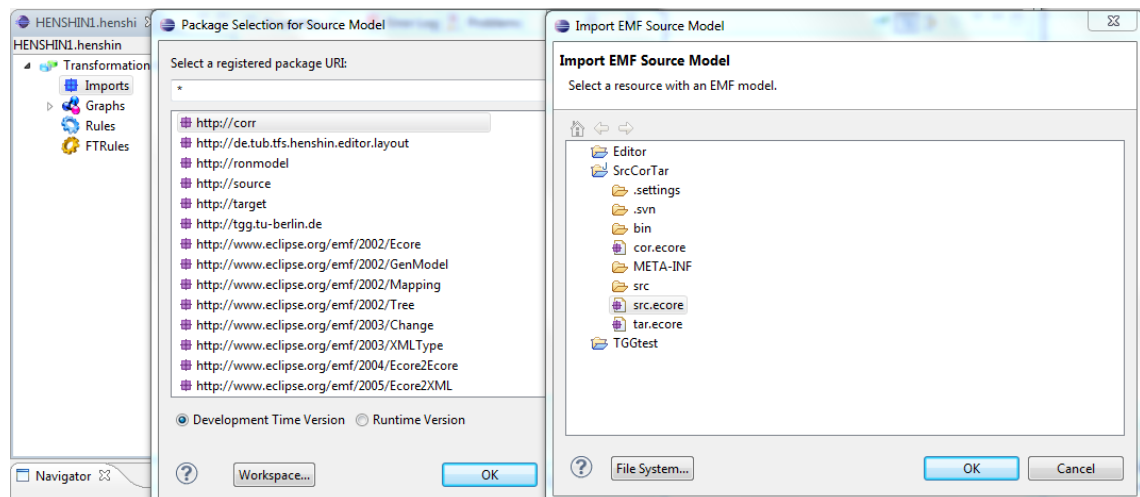 HENSHIN1.henshi
HENSHIN1.henshin
Transformation
Imports
Graphs
Rules
FTRules
Navigator
Package Selection for Source Model
Select a registered package URI:
*
http://corr
http://de.tub.tfs.henshin.editor.layout
http://ronmodel
http://source
http://target
http://tgg.tu-berlin.de
http://www.eclipse.org/emf/2002/Ecore
http://www.eclipse.org/emf/2002/GenModel
http://www.eclipse.org/emf/2002/Mapping
http://www.eclipse.org/emf/2002/Tree
http://www.eclipse.org/emf/2003/Change
http://www.eclipse.org/emf/2003/XMLType
http://www.eclipse.org/emf/2004/Ecore2Ecore
http://www.eclipse.org/emf/2005/Ecore2XML
Development Time Version Runtime Version
? Workspace... OK
Import EMF Source Model
Import EMF Source Model
Select a resource with an EMF model.
Editor
SrcCorTar
.settings
.svn
bin
cor.ecore
META-INF
src
src.ecore
tar.ecore
TGGtest
? File System... OK Cancel